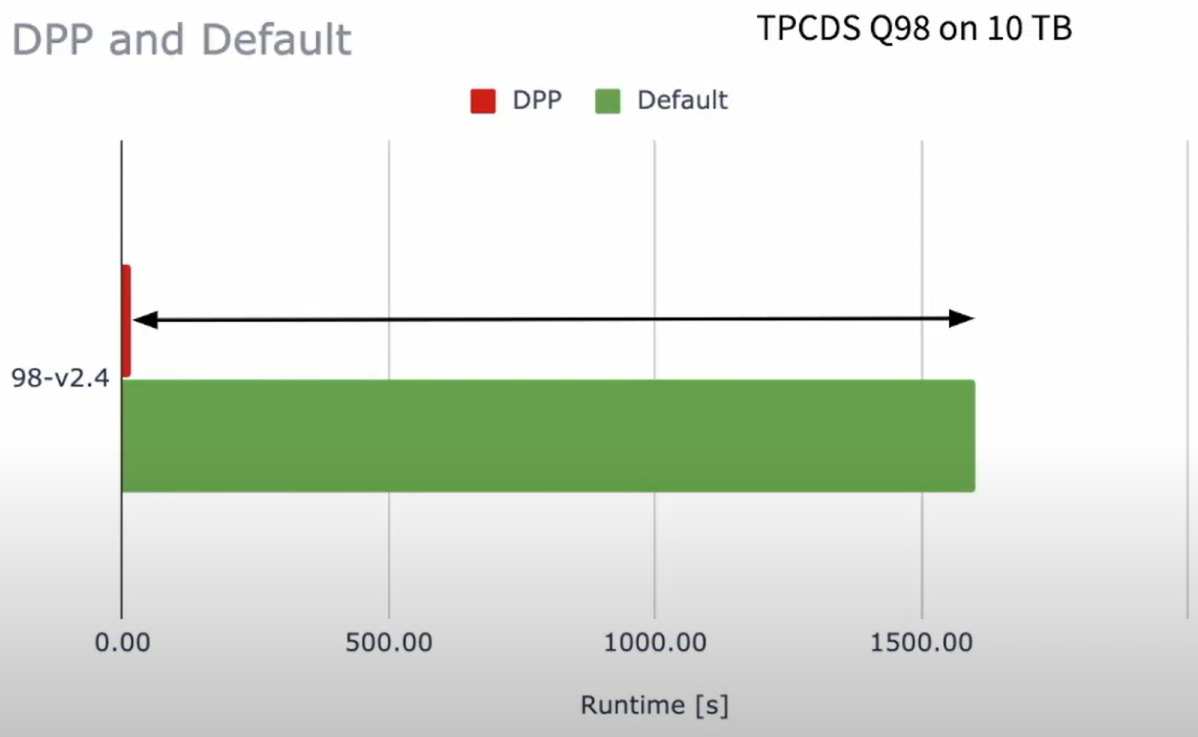 DPP and Default
TPCDS Q98 on 10 TB
DPP
Default
98-v2.4
0.00
500.00
1000.00
1500.00
Runtime [s]